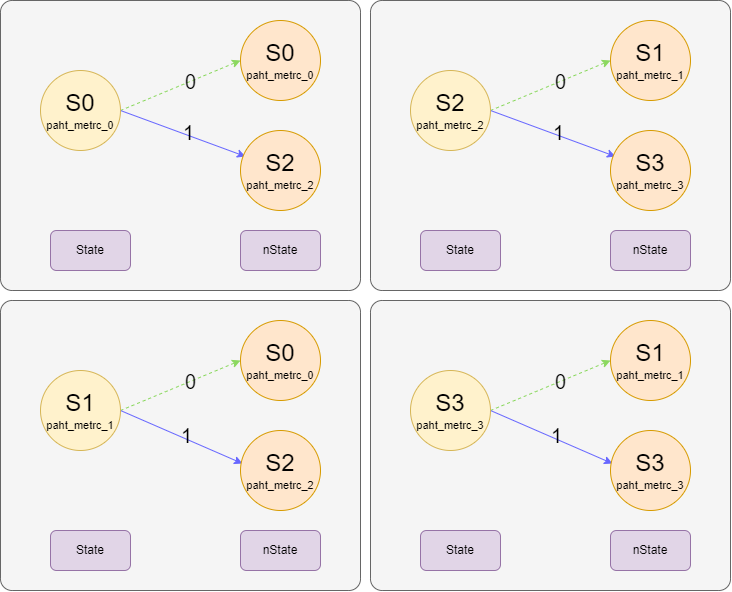 S0
paht_metrc_0
0
1
S0
paht_metrc_0
S2
paht_metrc_2
State
nState
S2
paht_metrc_2
0
1
S1
paht_metrc_1
S3
paht_metrc_3
State
nState
S1
paht_metrc_1
0
1
S0
paht_metrc_0
S2
paht_metrc_2
State
nState
S3
paht_metrc_3
0
1
S1
paht_metrc_1
S3
paht_metrc_3
State
nState